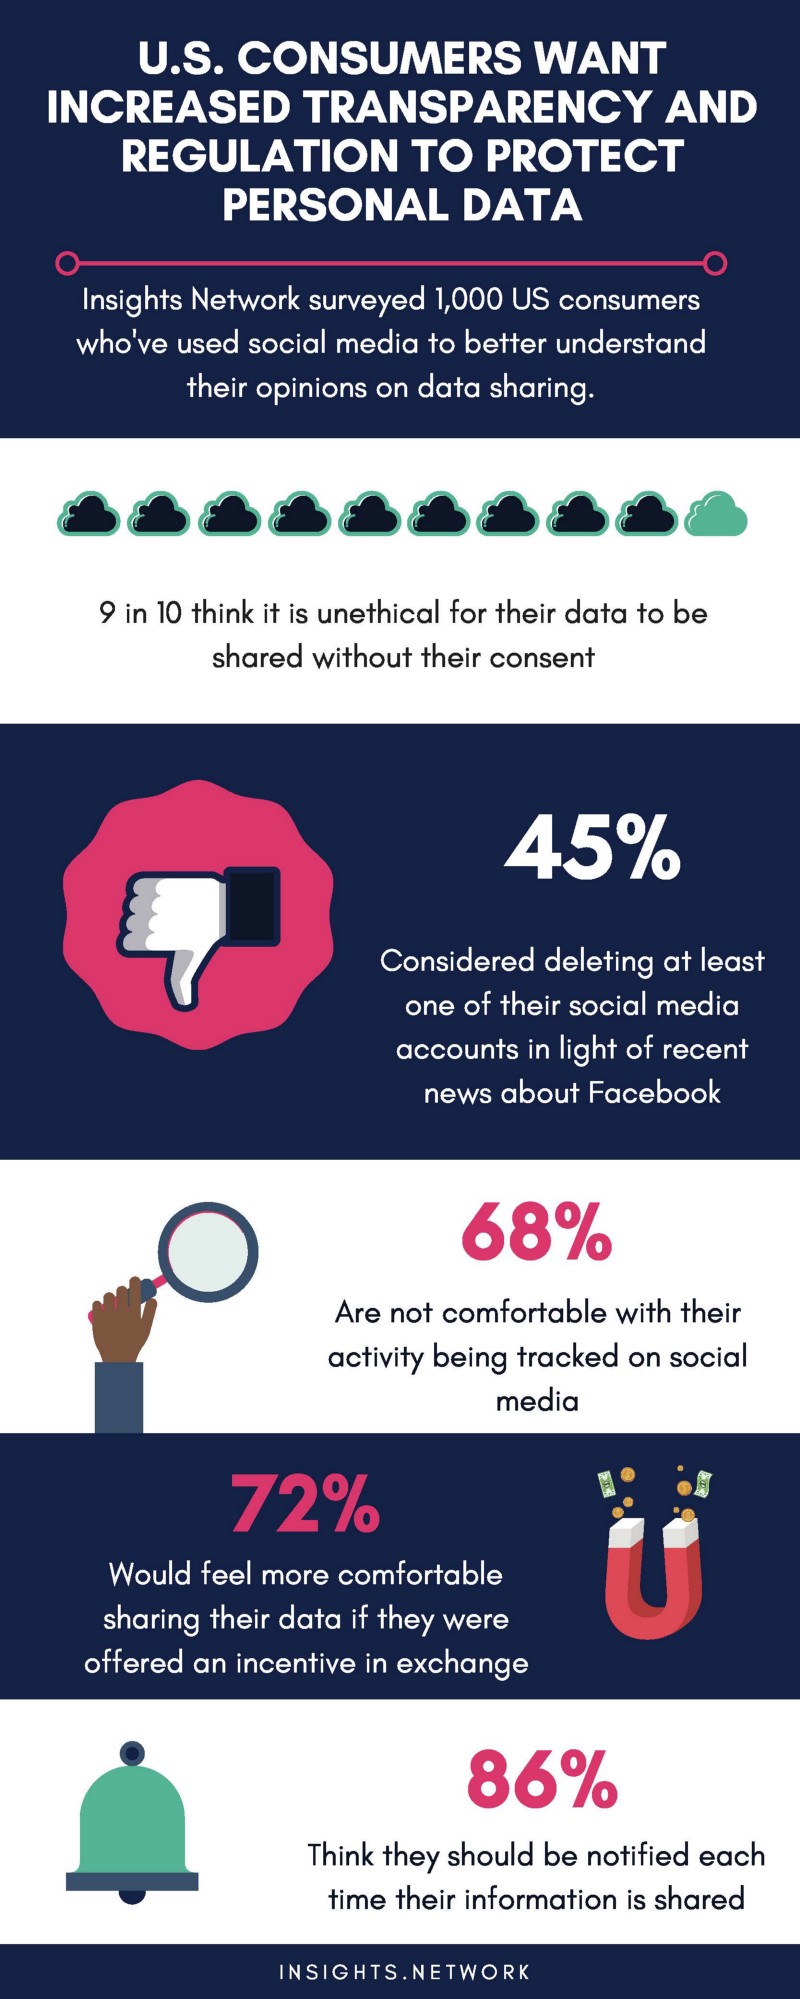 U.S. CONSUMERS WANT
INCREASED TRANSPARENCY AND
REGULATION TO PROTECT
PERSONAL DATA
Insights Network surveyed 1,000 US consumers
who've used social media to better understand
their opinions on data sharing.
9 in 10 think it is unethical for their data to be
shared without their consent
45%
Considered deleting at least
one of their social media
accounts in light of recent
news about Facebook
68%
Are not comfortable with their
activity being tracked on social
media
72%
Would feel more comfortable
sharing their data if they were
offered an incentive in exchange
86%
Think they should be notified each
time their information is shared
INSIGHTS.NETWORK